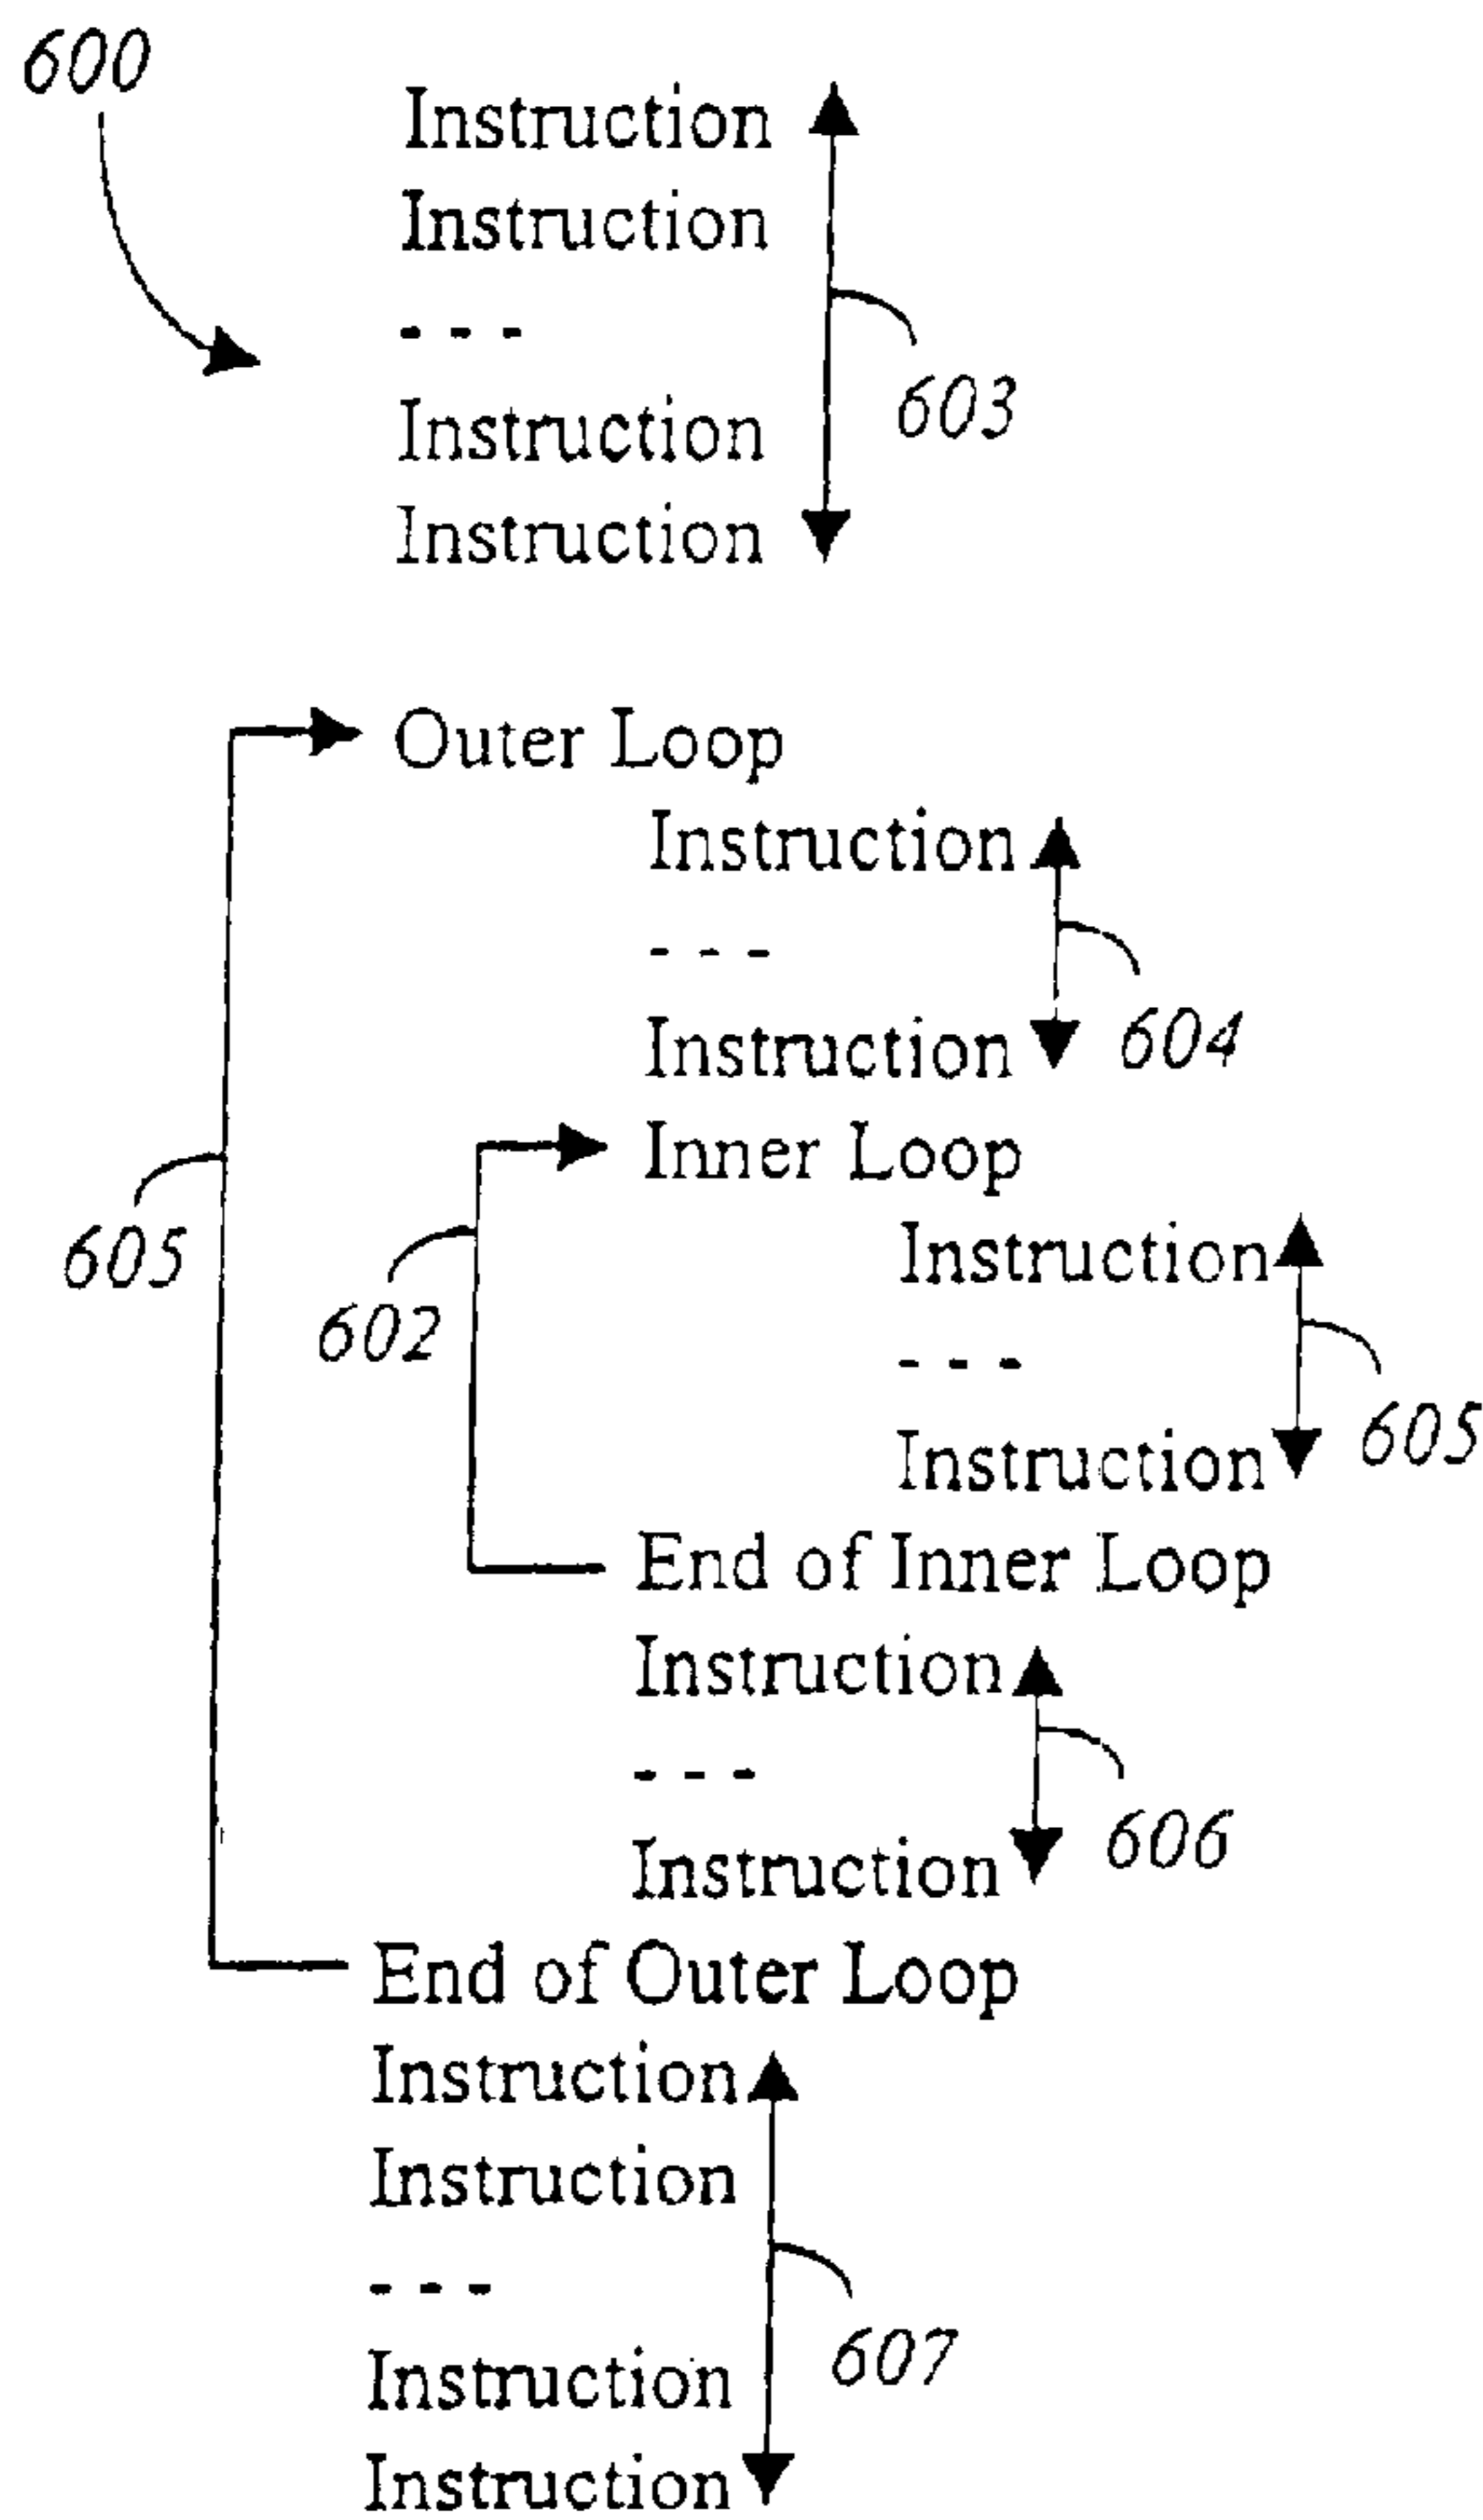 600
Instruction
Instruction
- - -
603
Instruction
Instruction
Outer Loop
Instruction
- - -
604
Instruction
Inner Loop
605
602
Instruction
- - -
605
Instruction
End of Inner Loop
Instruction
- - -
606
Instruction
End of Outer Loop
Instruction
Instruction
- - -
607
Instruction
Instruction